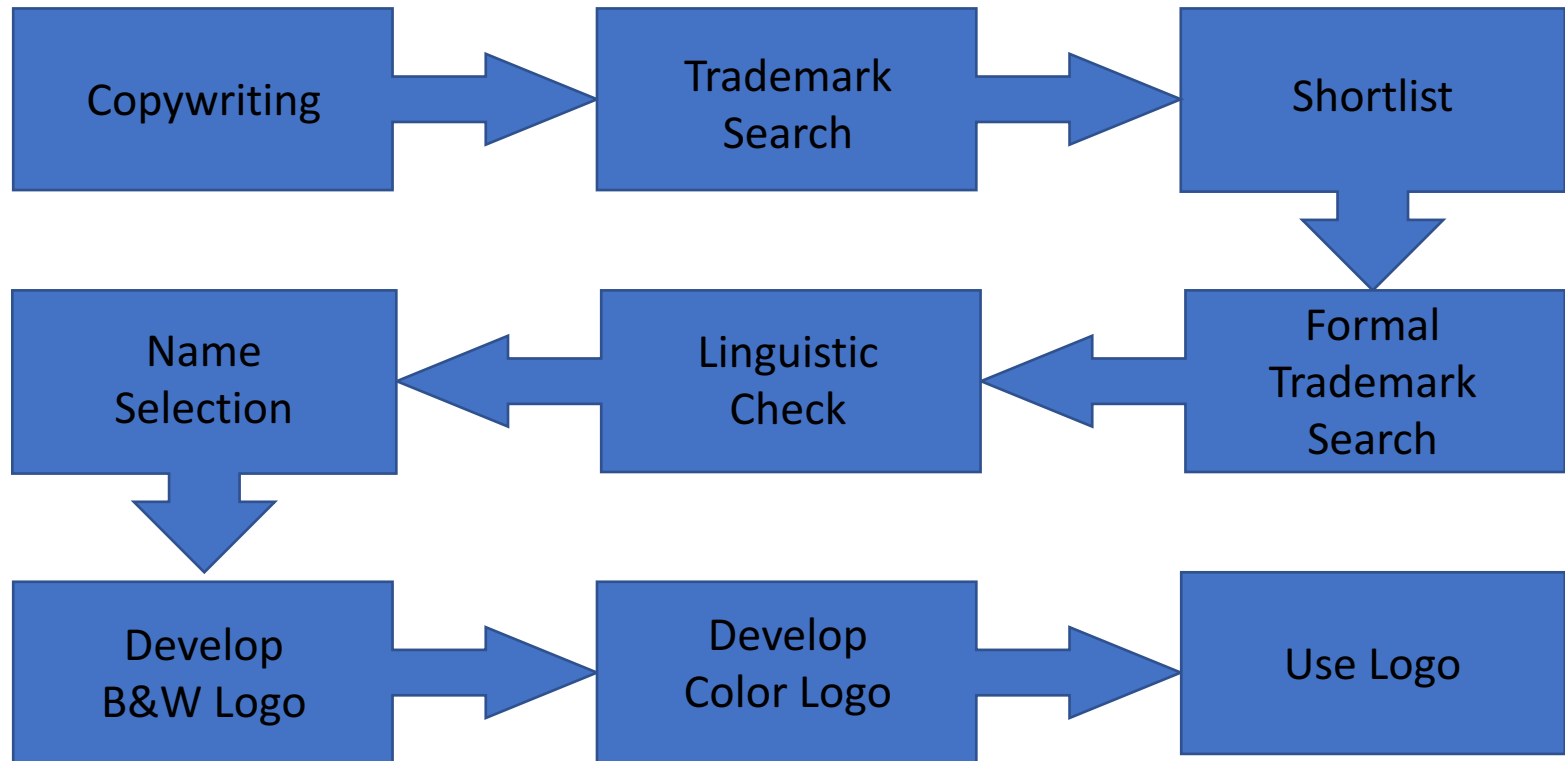 Copywriting
Trademark
Search
Shortlist
Formal
Trademark
Search
Linguistic
Check
Name
Selection
Develop
B&W Logo
Develop
Color Logo
Use Logo